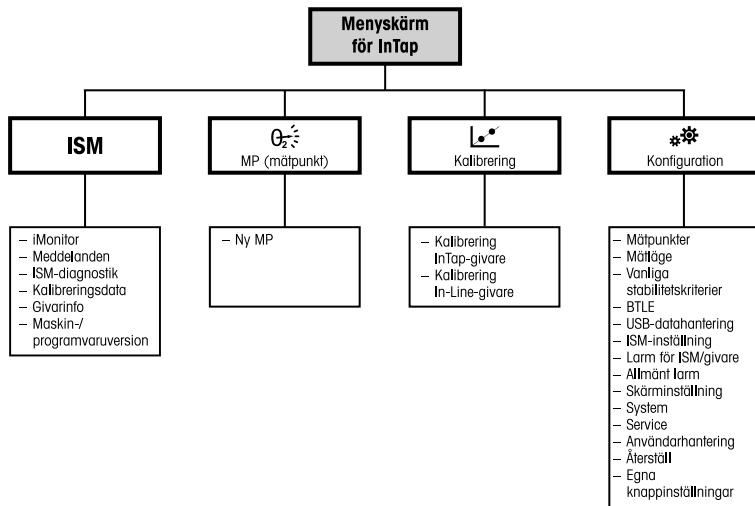 Menyskärm
för InTap
ISM
O₂
MP (mätpunkt)
Kalibrering
Konfiguration
– iMonitor
– Meddelanden
– ISM-diagnostik
– Kalibreringsdata
– Givarinfo
– Maskin-/
programvaruversion
– Ny MP
– Kalibrering
InTap-givare
– Kalibrering
In-Line-givare
– Mätpunkter
– Mätläge
– Vanliga
stabilitetskriterier
– BTLE
– USB-datahantering
– ISM-inställning
– Larm för ISM/givare
– Allmänt larm
– Skärminställning
– System
– Service
– Användarhantering
– Återställ
– Egna
knappinställningar